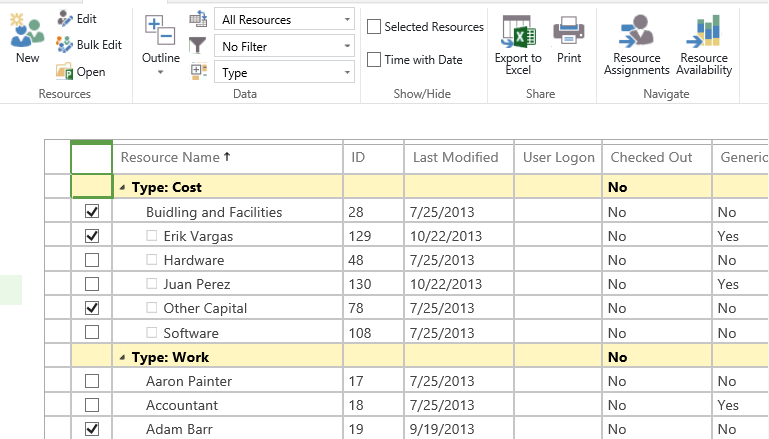 New
Edit
Bulk Edit
Open
Resources
Outline
All Resources
No Filter
Type
Data
Selected Resources
Time with Date
Show/Hide
Export to Excel
Print
Share
Resource Assignments
Resource Availability
Navigate
Resource Name ID Last Modified User Logon Checked Out Generic
Type: Cost No
Buidling and Facilities 28 7/25/2013 No No
Erik Vargas 129 10/22/2013 No Yes
Hardware 48 7/25/2013 No No
Juan Perez 130 10/22/2013 No Yes
Other Capital 78 7/25/2013 No No
Software 108 7/25/2013 No No
Type: Work No
Aaron Painter 17 7/25/2013 No No
Accountant 18 7/25/2013 No Yes
Adam Barr 19 9/19/2013 No No